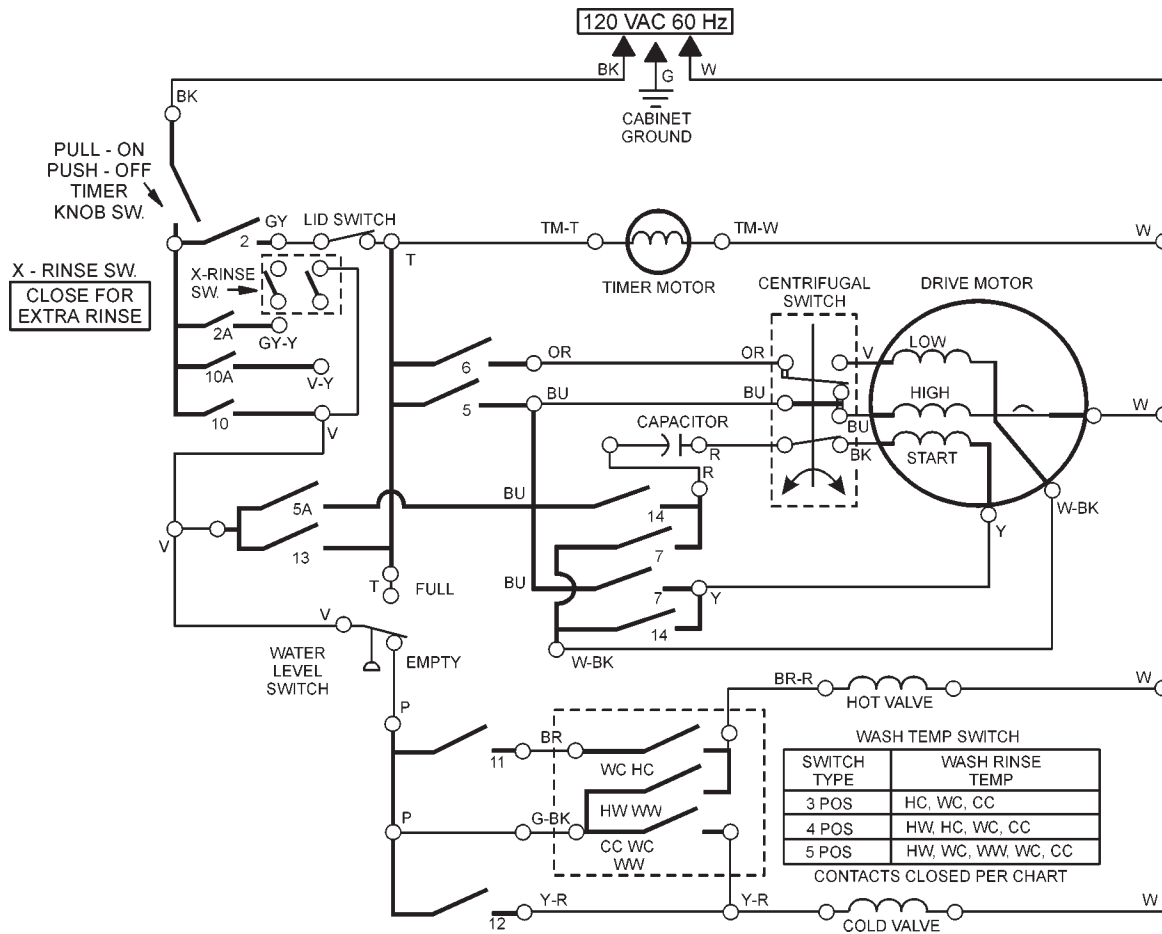 120 VAC 60 Hz
BK
G
W
CABINET
GROUND
BK
PULL - ON
PUSH - OFF
TIMER
KNOB SW.
GY
LID SWITCH
2
T
TM-T
TM-W
W
TIMER MOTOR
X - RINSE SW.
CLOSE FOR
EXTRA RINSE
X-RINSE
SW.
2A
GY-Y
10A
V-Y
10
V
CENTRIFUGAL
SWITCH
DRIVE MOTOR
6
OR
OR
V
LOW
5
BU
BU
BU
HIGH
W
CAPACITOR
R
BK
START
R
5A
BU
14
W-BK
V
13
7
Y
T
FULL
BU
7
Y
14
V
WATER
LEVEL
SWITCH
EMPTY
W-BK
P
BR-R
HOT VALVE
W
11
BR
WC HC
HW WW
P
G-BK
CC WC
WW
12
Y-R
Y-R
COLD VALVE
W
WASH TEMP SWITCH
SWITCH
TYPE
WASH RINSE
TEMP
3 POS
HC, WC, CC
4 POS
HW, HC, WC, CC
5 POS
HW, WC, WW, WC, CC
CONTACTS CLOSED PER CHART